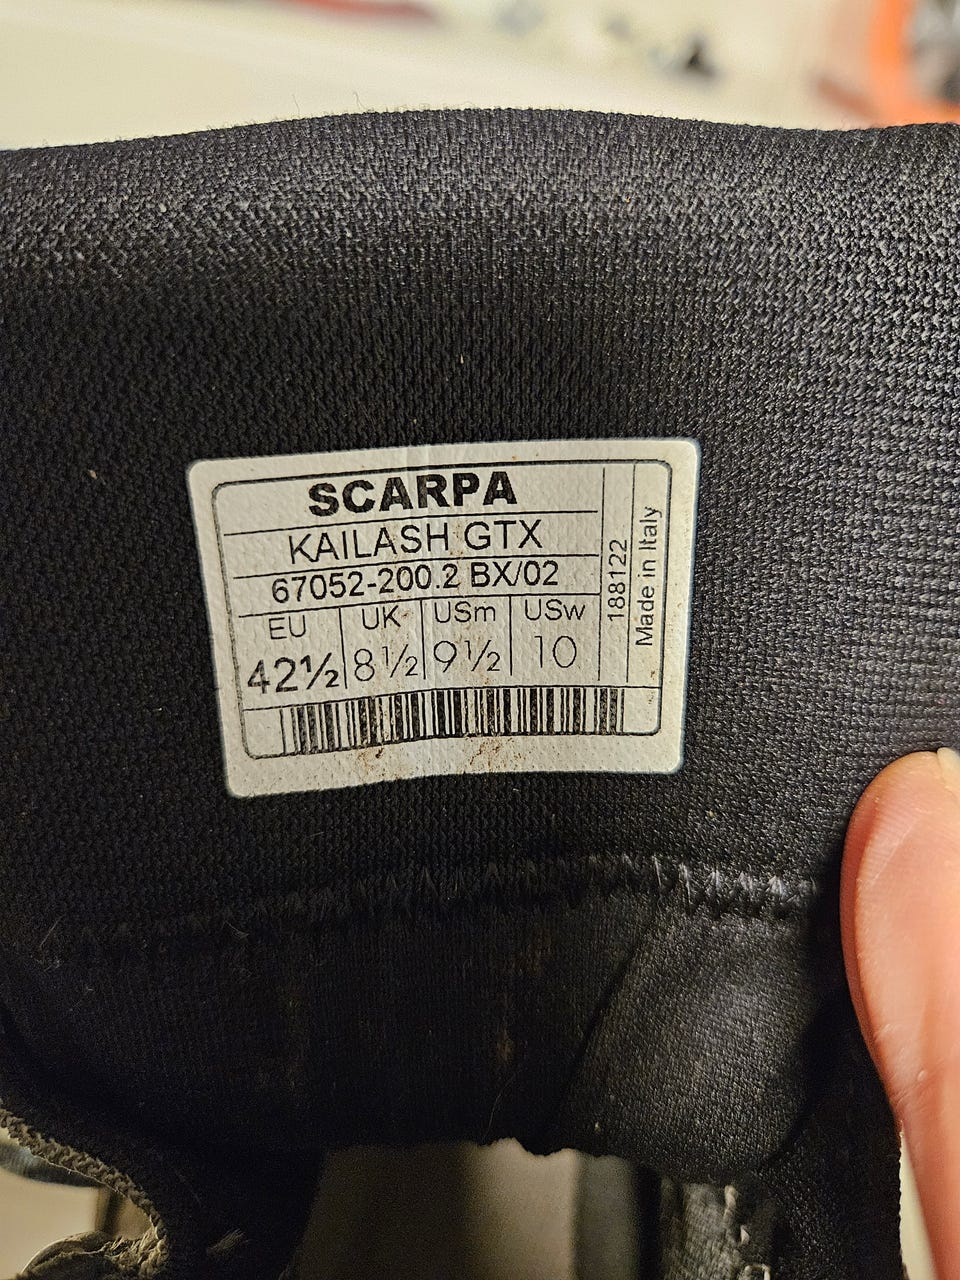 SCARPA
KAILASH GTX
67052-200.2 BX/02
EU UK USm USw
42½ 8½ 9½ 10
188122
Made in Italy